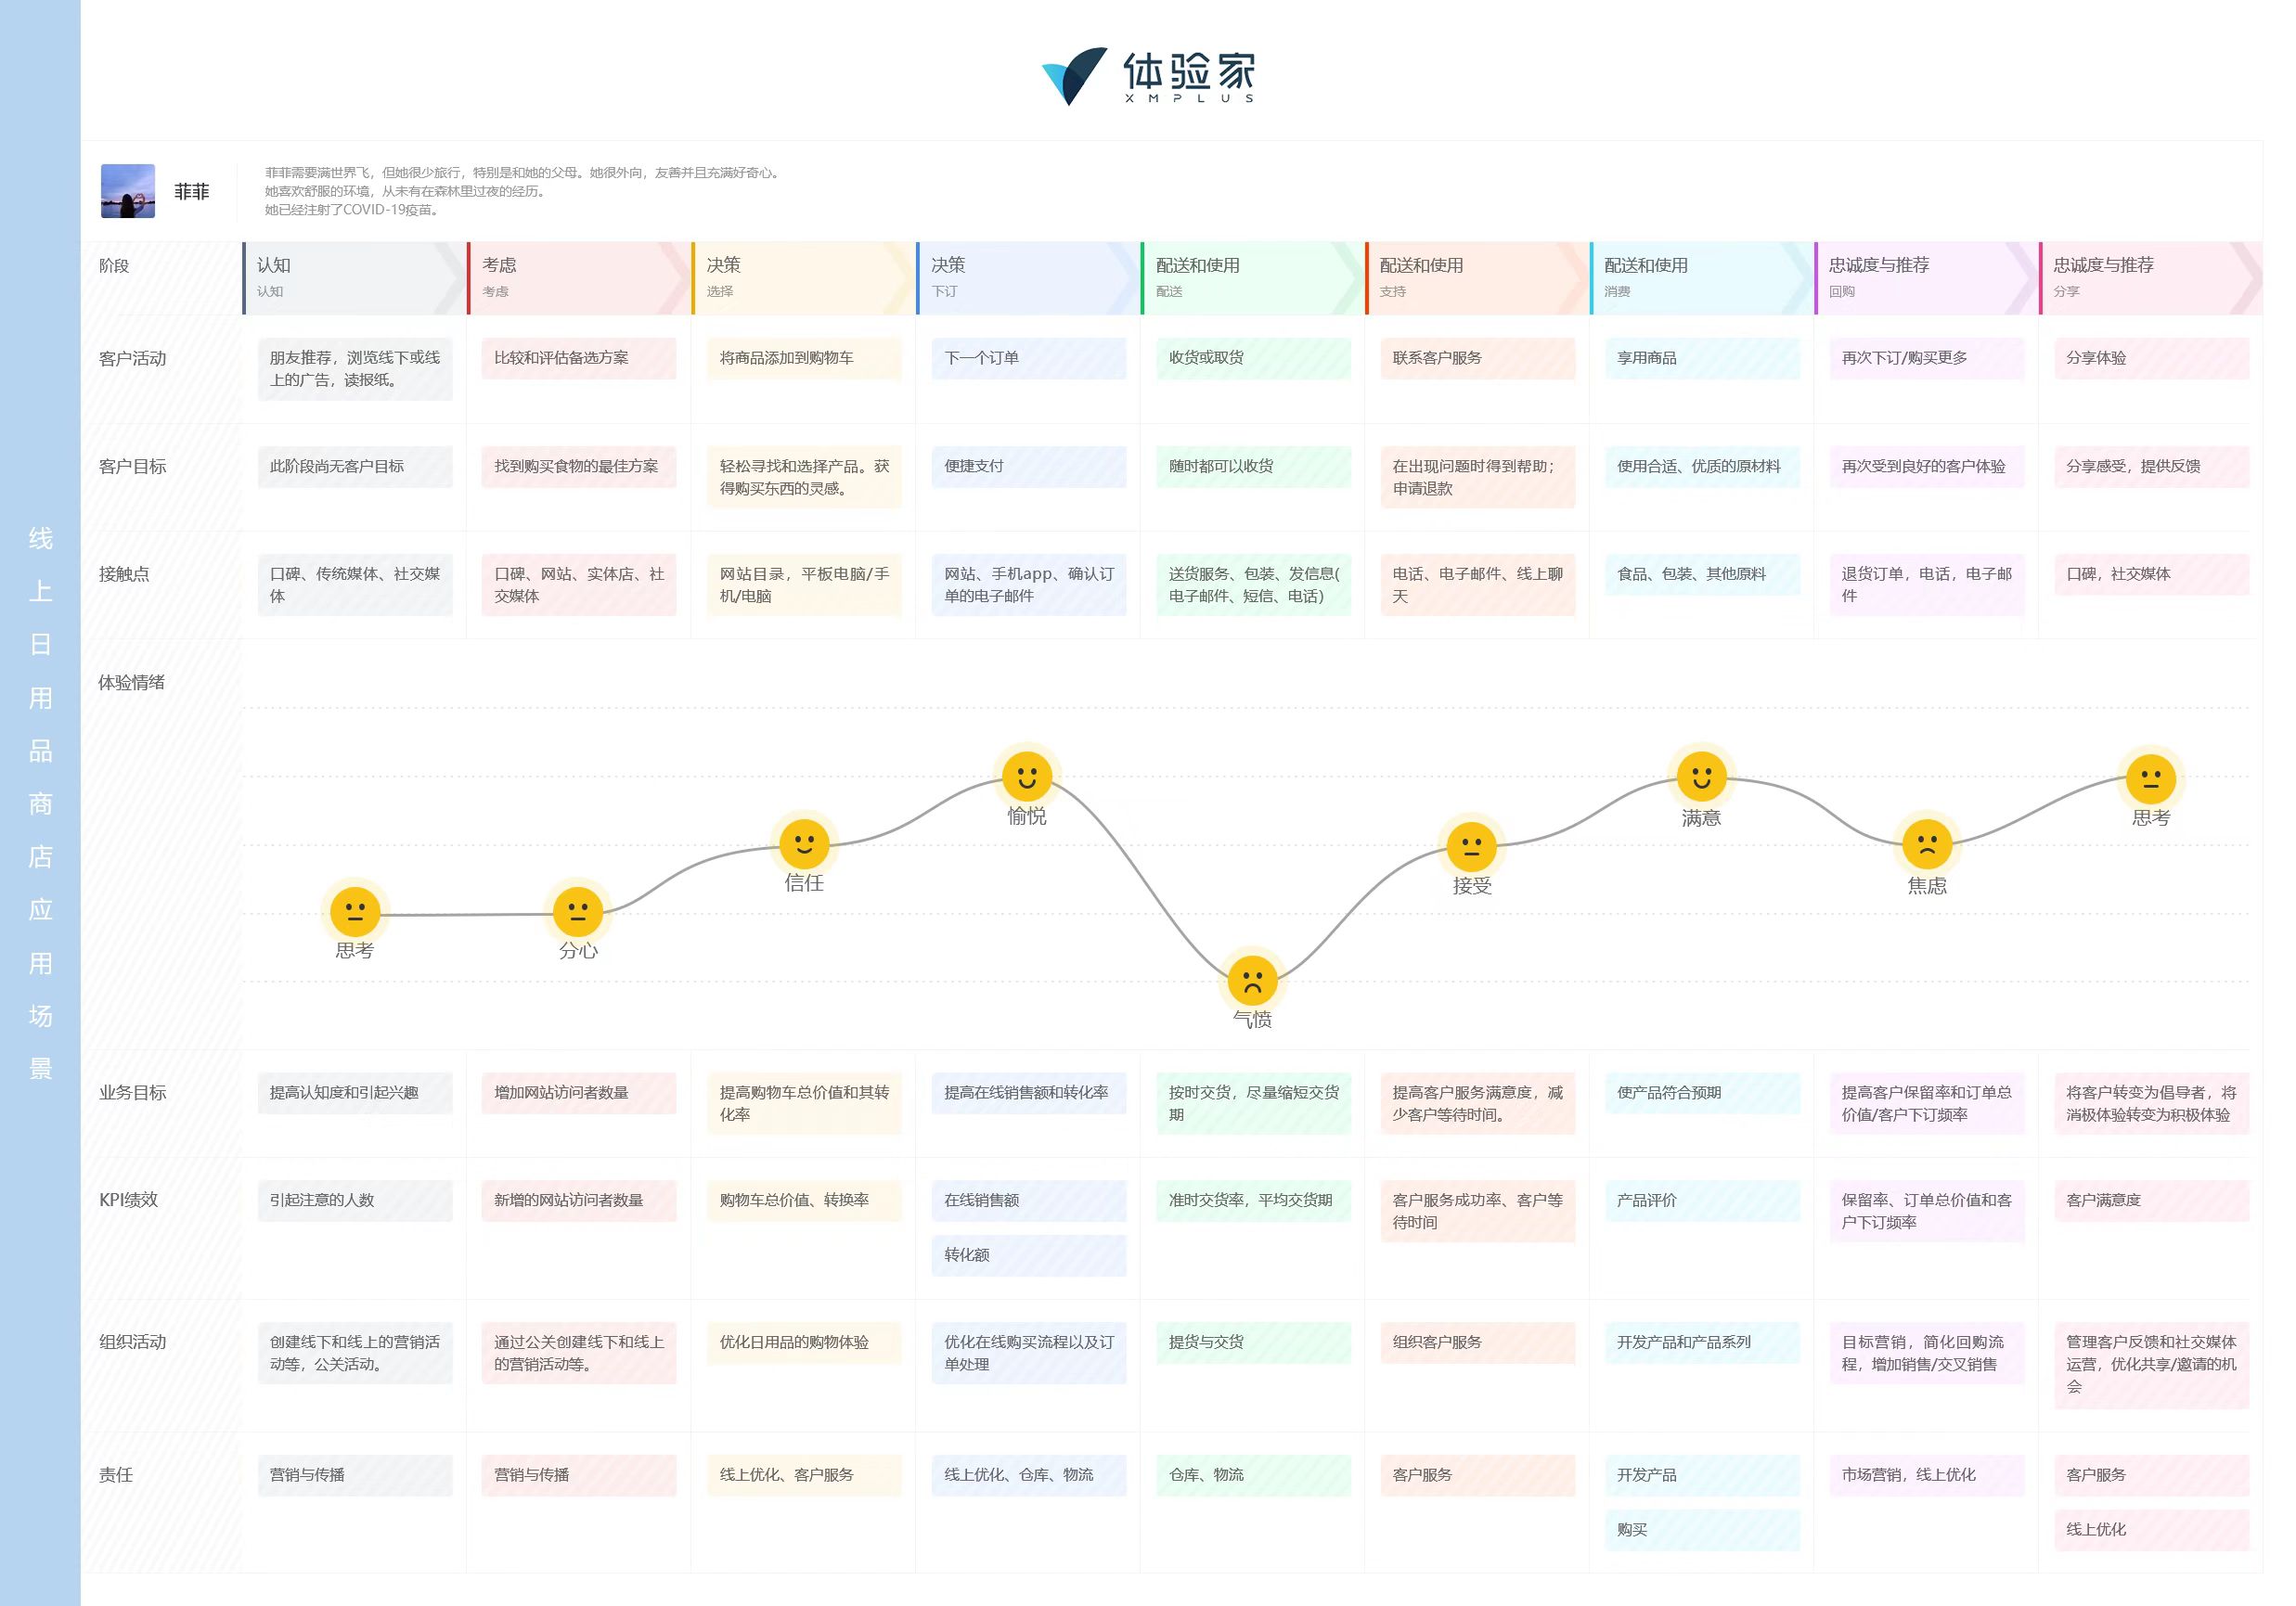 体验家
XMPLUS
线上日用品商店应用场景
菲菲
菲菲需要满世界飞，但她很少旅行，特别是和她的父母。她很外向，友善并且充满好奇心。
她喜欢舒服的环境，从未有在森林里过夜的经历。
她已经注射了COVID-19疫苗。
阶段
认知
认知
考虑
考虑
决策
选择
决策
下订
配送和使用
配送
配送和使用
支持
配送和使用
消费
忠诚度与推荐
回购
忠诚度与推荐
分享
客户活动
朋友推荐，浏览线下或线
上的广告，读报纸。
比较和评估备选方案
将商品添加到购物车
下一个订单
收货或取货
联系客户服务
享用商品
再次下订/购买更多
分享体验
客户目标
此阶段尚无客户目标
找到购买食物的最佳方案
轻松寻找和选择产品。获
得购买东西的灵感。
便捷支付
随时都可以收货
在出现问题时得到帮助；
申请退款
使用合适、优质的原材料
再次受到良好的客户体验
分享感受，提供反馈
接触点
口碑、传统媒体、社交媒
体
口碑、网站、实体店、社
交媒体
网站目录，平板电脑/手
机/电脑
网站、手机app、确认订
单的电子邮件
送货服务、包装、发信息(
电子邮件、短信、电话)
电话、电子邮件、线上聊
天
食品、包装、其他原料
退货订单，电话，电子邮
件
口碑，社交媒体
体验情绪
思考
分心
信任
愉悦
气愤
接受
满意
焦虑
思考
业务目标
提高认知度和引起兴趣
增加网站访问者数量
提高购物车总价值和其转
化率
提高在线销售额和转化率
按时交货，尽量缩短交货
期
提高客户服务满意度，减
少客户等待时间。
使产品符合预期
提高客户保留率和订单总
价值/客户下订频率
将客户转变为倡导者，将
消极体验转变为积极体验
KPI绩效
引起注意的人数
新增的网站访问者数量
购物车总价值、转换率
在线销售额
转化额
准时交货率，平均交货期
客户服务成功率、客户等
待时间
产品评价
保留率、订单总价值和客
户下订频率
客户满意度
组织活动
创建线下和线上的营销活
动等，公关活动。
通过公关创建线下和线上
的营销活动等。
优化日用品的购物体验
优化在线购买流程以及订
单处理
提货与交货
组织客户服务
开发产品和产品系列
目标营销，简化回购流
程，增加销售/交叉销售
管理客户反馈和社交媒体
运营，优化共享/邀请的机
会
责任
营销与传播
营销与传播
线上优化、客户服务
线上优化、仓库、物流
仓库、物流
客户服务
开发产品
购买
市场营销，线上优化
客户服务
线上优化